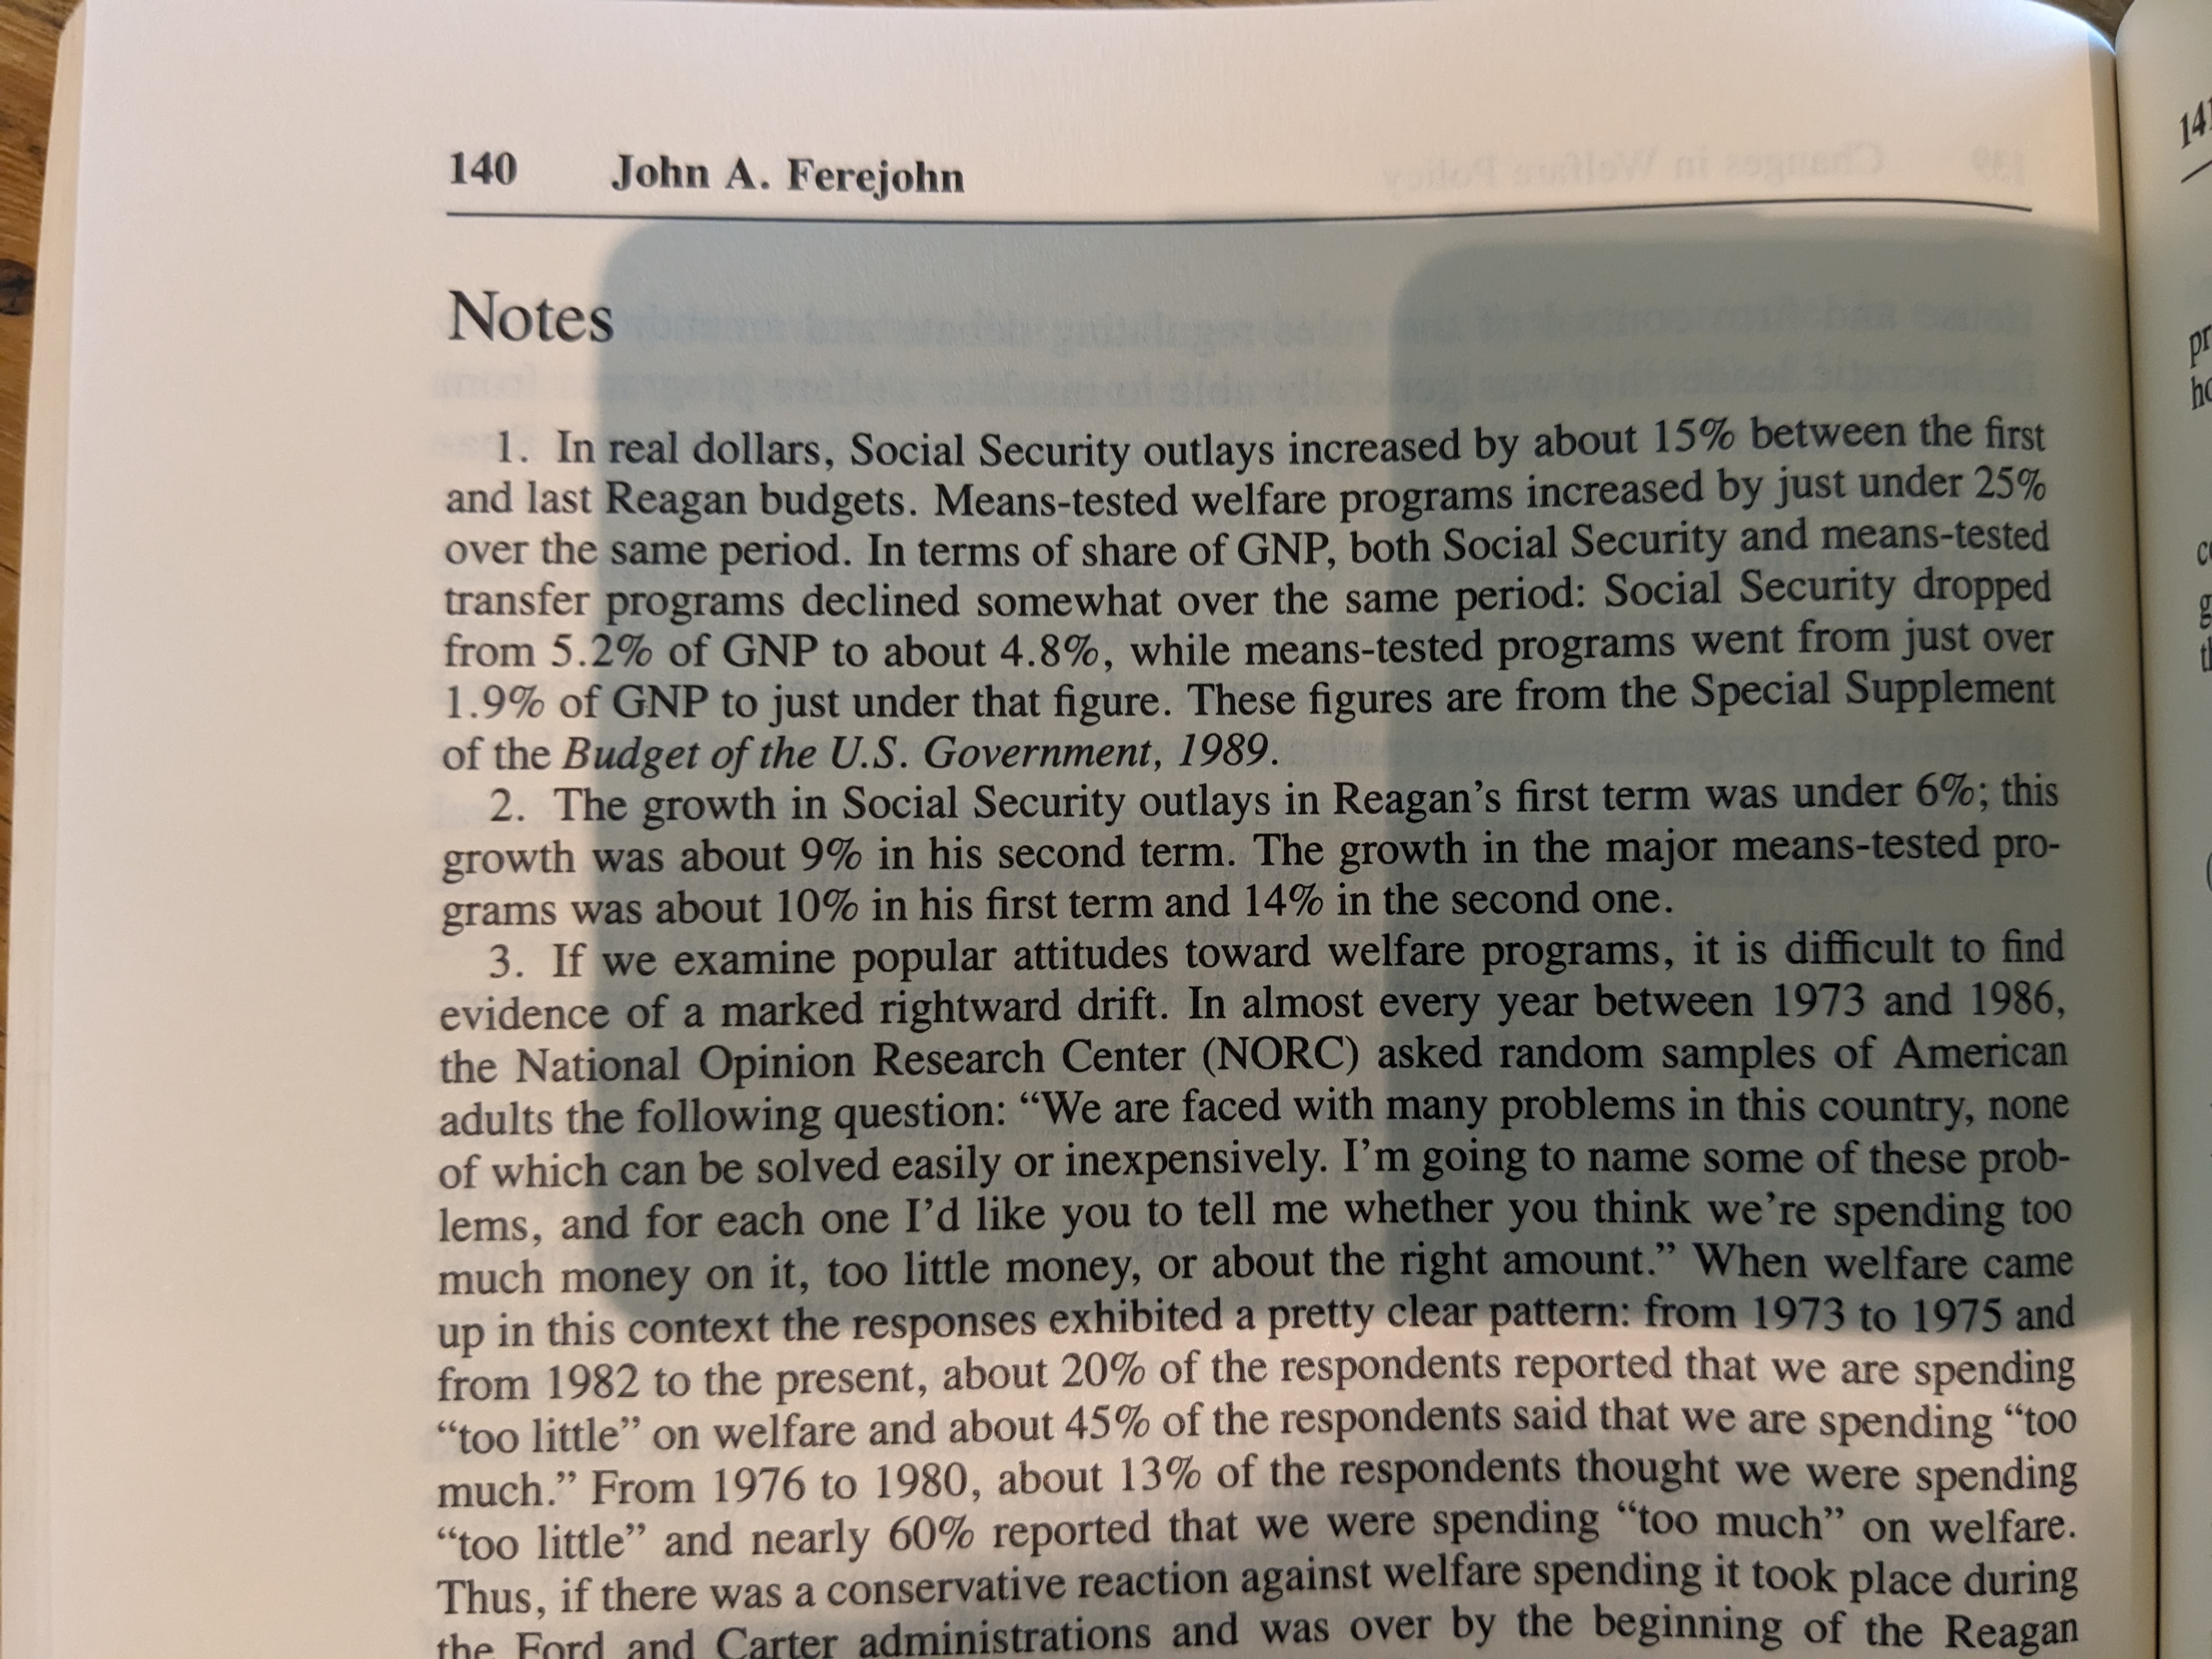 140 John A. Ferejohn
Notes
1. In real dollars, Social Security outlays increased by about 15% between the first
and last Reagan budgets. Means-tested welfare programs increased by just under 25%
over the same period. In terms of share of GNP, both Social Security and means-tested
transfer programs declined somewhat over the same period: Social Security dropped
from 5.2% of GNP to about 4.8%, while means-tested programs went from just over
1.9% of GNP to just under that figure. These figures are from the Special Supplement
of the Budget of the U.S. Government, 1989.
2. The growth in Social Security outlays in Reagan's first term was under 6%; this
growth was about 9% in his second term. The growth in the major means-tested pro-
grams was about 10% in his first term and 14% in the second one.
3. If we examine popular attitudes toward welfare programs, it is difficult to find
evidence of a marked rightward drift. In almost every year between 1973 and 1986,
the National Opinion Research Center (NORC) asked random samples of American
adults the following question: “We are faced with many problems in this country, none
of which can be solved easily or inexpensively. I'm going to name some of these prob-
lems, and for each one I'd like you to tell me whether you think we're spending too
much money on it, too little money, or about the right amount.” When welfare came
up in this context the responses exhibited a pretty clear pattern: from 1973 to 1975 and
from 1982 to the present, about 20% of the respondents reported that we are spending
“too little” on welfare and about 45% of the respondents said that we are spending “too
much.” From 1976 to 1980, about 13% of the respondents thought we were spending
“too little” and nearly 60% reported that we were spending “too much” on welfare.
Thus, if there was a conservative reaction against welfare spending it took place during
the Ford and Carter administrations and was over by the beginning of the Reagan